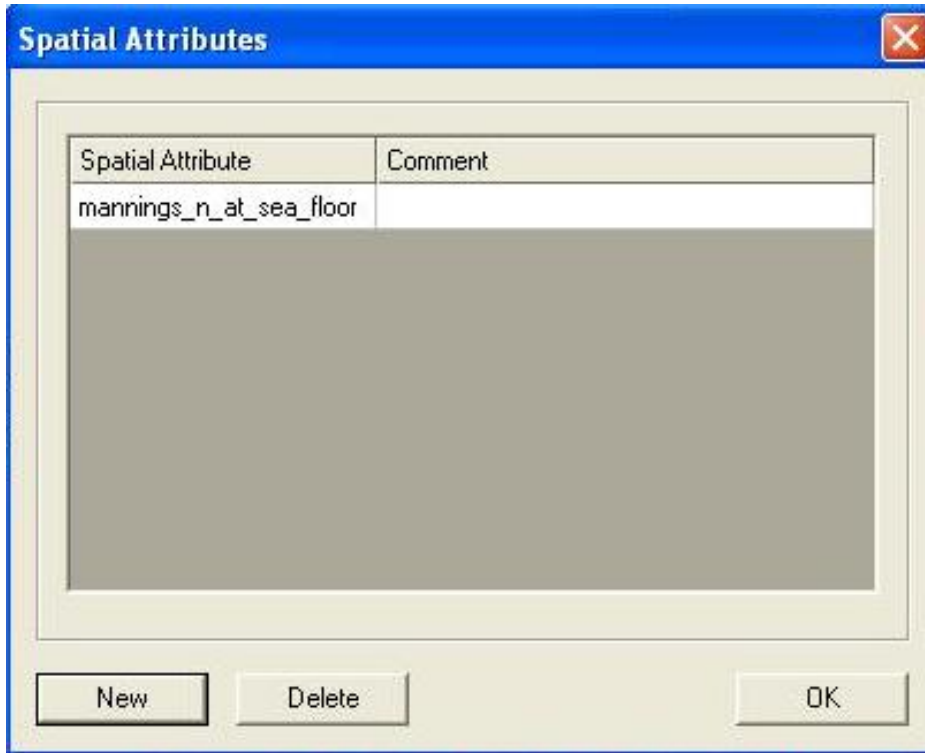 Spatial Attributes
Spatial Attribute Comment
mannings_n_at_sea_floor
New Delete OK